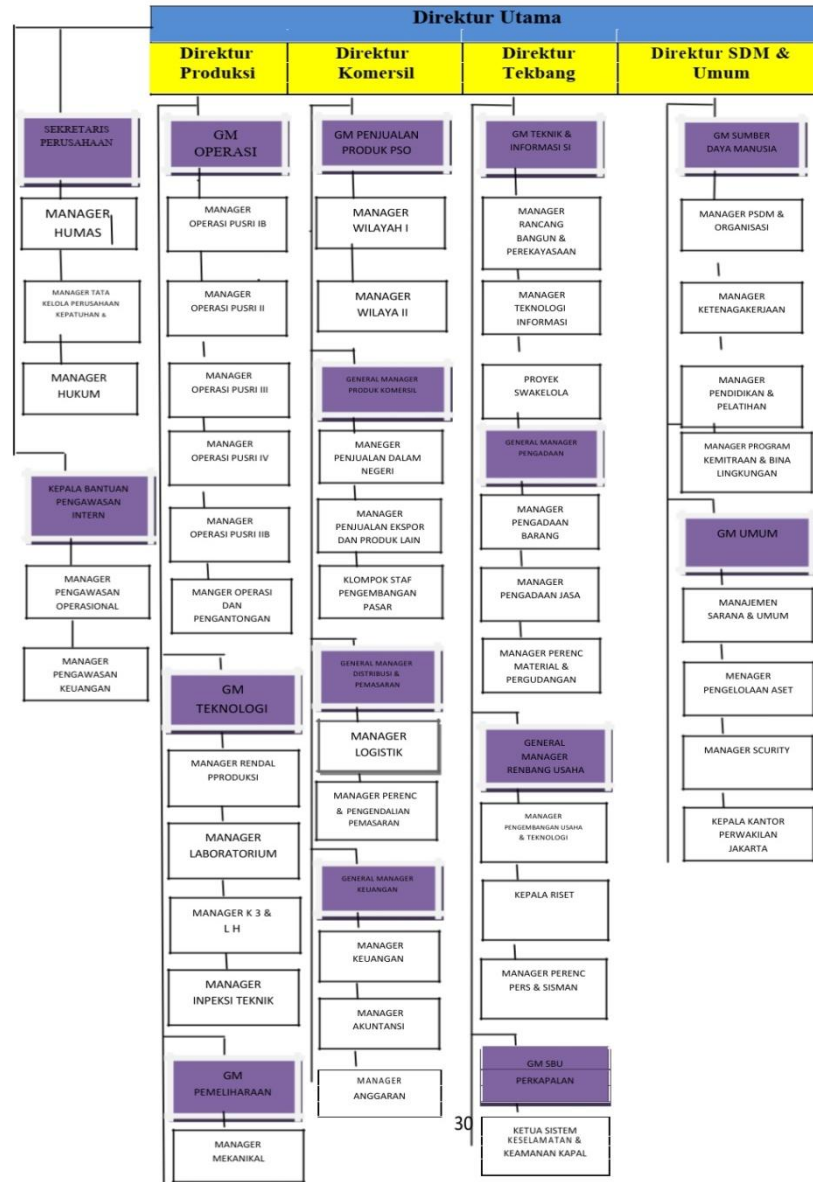 Direktur Utama
Direktur
Produksi
Direktur
Komersil
Direktur
Tekbang
Direktur SDM &
Umum
SEKRETARIS
PERUSAHAAN
MANAGER
HUMAS
MANAGER TATA
KELOLA PERUSAHAAN
KEPATUHAN &
MANAGER
HUKUM
KEPALA BANTUAN
PENGAWASAN
INTERN
MANAGER
PENGAWASAN
OPERASIONAL
MANAGER
PENGAWASAN
KEUANGAN
GM
OPERASI
MANAGER
OPERASI PUSRI IB
MANAGER
OPERASI PUSRI II
MANAGER
OPERASI PUSRI III
MANAGER
OPERASI PUSRI IV
MANAGER
OPERASI PUSRI IIB
MANGER OPERASI
DAN
PENGANTONGAN
GM
TEKNOLOGI
MANAGER RENDAL
PPRODUKSI
MANAGER
LABORATORIUM
MANAGER K 3 &
L H
MANAGER
INPEKSI TEKNIK
GM
PEMELIHARAAN
MANAGER
MEKANIKAL
GM PENJUALAN
PRODUK PSO
MANAGER
WILAYAH I
MANAGER
WILAYA II
GENERAL MANAGER
PRODUK KOMERSIL
MANEGER
PENJUALAN DALAM
NEGERI
MANAGER
PENJUALAN EKSPOR
DAN PRODUK LAIN
KLOMPOK STAF
PENGEMBANGAN
PASAR
GENERAL MANAGER
DISTRIBUSI &
PEMASARAN
MANAGER
LOGISTIK
MANAGER PERENC
& PENGENDALIAN
PEMASARAN
GENERAL MANAGER
KEUANGAN
MANAGER
KEUANGAN
MANAGER
AKUNTANSI
MANAGER
ANGGARAN
GM TEKNIK &
INFORMASI SI
MANAGER
RANCANG
BANGUN &
PEREKAYASAAN
MANAGER
TEKNOLOGI
INFORMASI
PROYEK
SWAKELOLA
GENERAL MANAGER
PENGADAAN
MANAGER
PENGADAAN
BARANG
MANAGER
PENGADAAN JASA
MANAGER PERENC
MATERIAL &
PERGUDANGAN
GENERAL
MANAGER
RENBANG USAHA
MANAGER
PENGEMBANGAN USAHA
& TEKNOLOGI
KEPALA RISET
MANAGER PERENC
PERS & SISMAN
GM SBU
PERKAPALAN
KETUA SISTEM
KESELAMATAN &
KEAMANAN KAPAL
GM SUMBER
DAYA MANUSIA
MANAGER PSDM &
ORGANISASI
MANAGER
KETENAGAKERJAAN
MANAGER
PENDIDIKAN &
PELATIHAN
MANAGER PROGRAM
KEMITRAAN & BINA
LINGKUNGAN
GM UMUM
MANAJEMEN
SARANA & UMUM
MENAGER
PENGELOLAAN ASET
MANAGER SCURITY
KEPALA KANTOR
PERWAKILAN
JAKARTA
30